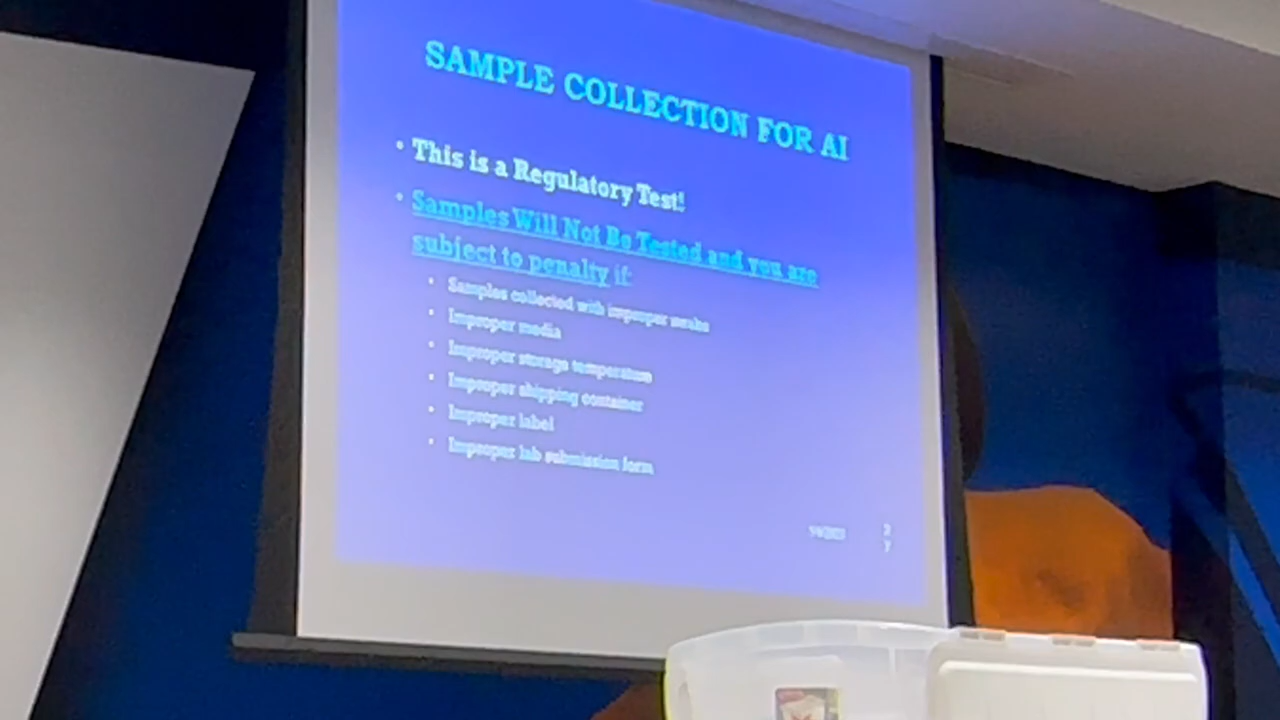 SAMPLE COLLECTION FOR AI
• This is a Regulatory Test!
• Samples Will Not Be Tested and you are
subject to penalty if:
• Samples collected with improper swabs
• Improper media
• Improper storage temperature
• Improper shipping container
• Improper label
• Improper lab submission form
2
7